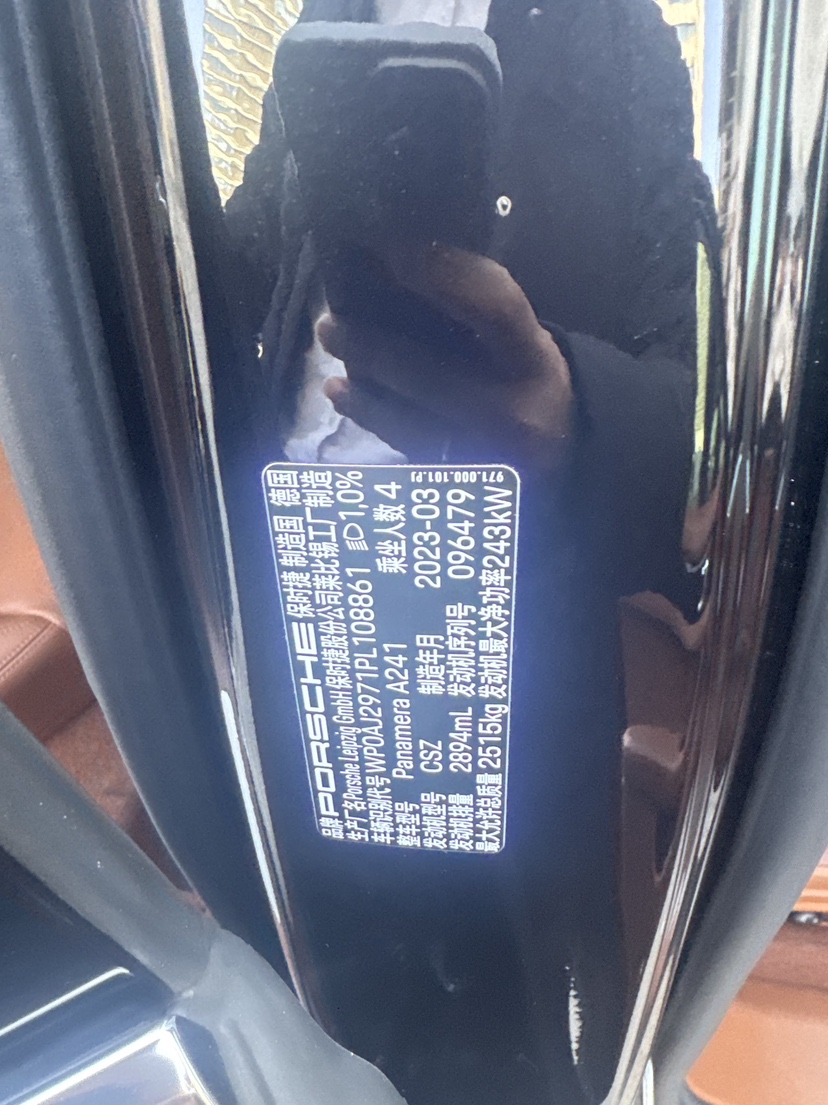 品牌 PORSCHE 保时捷 制造国 德国
生产厂名 Porsche Leipzig GmbH 保时捷股份公司莱比锡工厂制造
车辆识别代号 WP0AJ2971PL108861 1,0%
整车型号 Panamera A241 乘坐人数 4
发动机型号 CSZ 制造年月 2023-03
发动机排量 2894mL 发动机序列号 096479
最大允许总质量 2515kg 发动机最大净功率 243kW
971.000.101.PJ